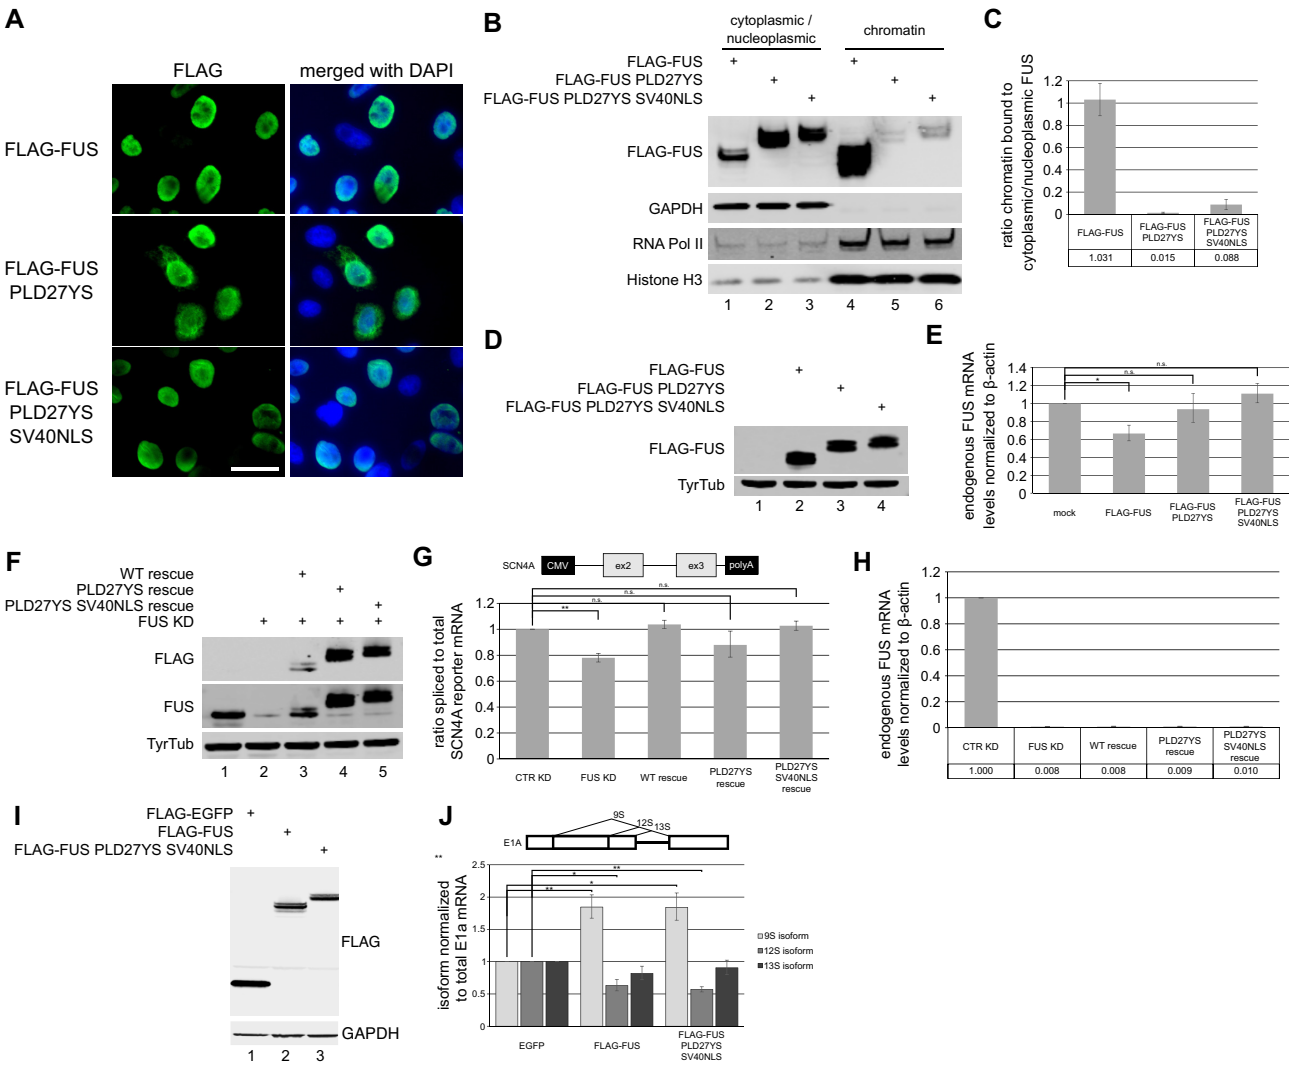 A
FLAG
merged with DAPI
FLAG-FUS
FLAG-FUS
PLD27YS
FLAG-FUS
PLD27YS
SV40NLS
B
cytoplasmic /
nucleoplasmic
chromatin
FLAG-FUS + +
FLAG-FUS PLD27YS + +
FLAG-FUS PLD27YS SV40NLS + +
FLAG-FUS
GAPDH
RNA Pol II
Histone H3
1 2 3 4 5 6
C
ratio chromatin bound to
cytoplasmic/nucleoplasmic FUS
1.2
1
0.8
0.6
0.4
0.2
0
FLAG-FUS
FLAG-FUS
PLD27YS
FLAG-FUS
PLD27YS
SV40NLS
1.031 0.015 0.088
D
FLAG-FUS +
FLAG-FUS PLD27YS +
FLAG-FUS PLD27YS SV40NLS +
FLAG-FUS
TyrTub
1 2 3 4
E
endogenous FUS mRNA
levels normalized to β-actin
1.4
1.2
1
0.8
0.6
0.4
0.2
0
n.s.
n.s.
*
mock
FLAG-FUS
FLAG-FUS
PLD27YS
FLAG-FUS
PLD27YS
SV40NLS
F
WT rescue +
PLD27YS rescue +
PLD27YS SV40NLS rescue +
FUS KD + + + +
FLAG
FUS
TyrTub
1 2 3 4 5
G
SCN4A CMV ex2 ex3 polyA
ratio spliced to total
SCN4A reporter mRNA
1.2
1
0.8
0.6
0.4
0.2
0
n.s.
n.s.
n.s.
**
CTR KD
FUS KD
WT rescue
PLD27YS
rescue
PLD27YS
SV40NLS
rescue
H
endogenous FUS mRNA
levels normalized to β-actin
1.2
1
0.8
0.6
0.4
0.2
0
CTR KD
FUS KD
WT rescue
PLD27YS
rescue
PLD27YS
SV40NLS
rescue
1.000 0.008 0.008 0.009 0.010
I
FLAG-EGFP +
FLAG-FUS +
FLAG-FUS PLD27YS SV40NLS +
FLAG
GAPDH
1 2 3
J
9S
12S
13S
E1A
**
isoform normalized
to total E1a mRNA
2.5
2
1.5
1
0.5
0
**
*
*
**
9S isoform
12S isoform
13S isoform
EGFP
FLAG-FUS
FLAG-FUS
PLD27YS
SV40NLS